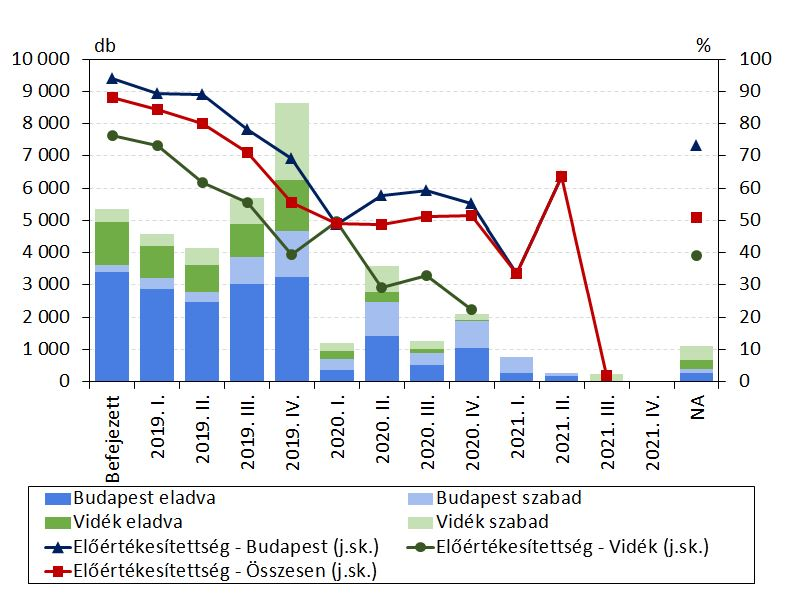 db %
10 000 100
9 000 90
8 000 80
7 000 70
6 000 60
5 000 50
4 000 40
3 000 30
2 000 20
1 000 10
0 0
Befejezett 2019. I. 2019. II. 2019. III. 2019. IV. 2020. I. 2020. II. 2020. III. 2020. IV. 2021. I. 2021. II. 2021. III. 2021. IV. NA
Budapest eladva Budapest szabad
Vidék eladva Vidék szabad
Előértékesítettség - Budapest (j.sk.) Előértékesítettség - Vidék (j.sk.)
Előértékesítettség - Összesen (j.sk.)